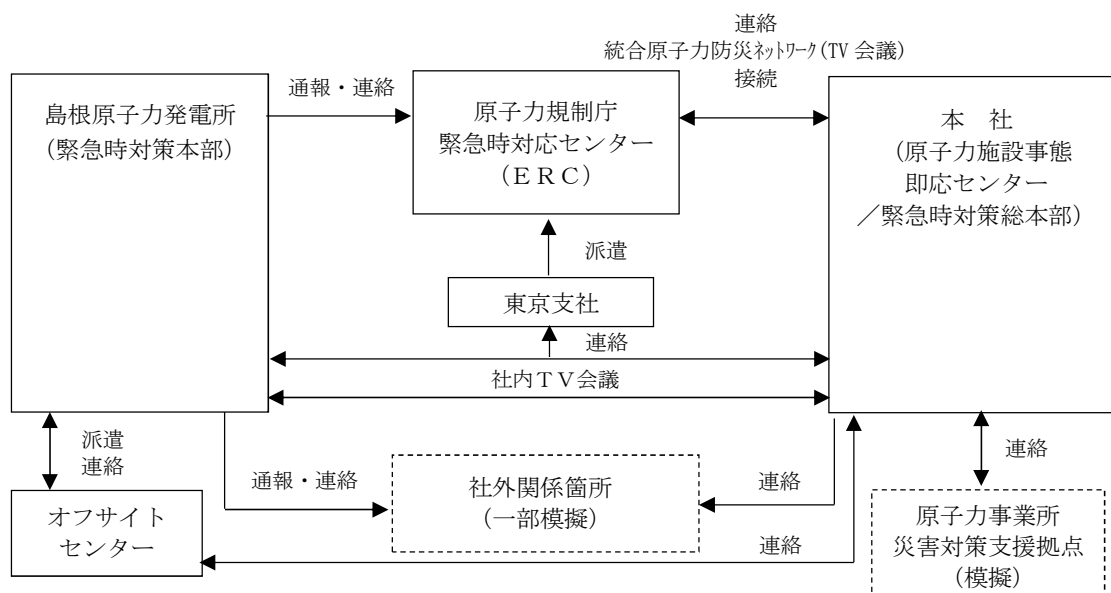 連絡
統合原子力防災ﾈｯﾄﾜｰｸ(TV 会議)
接続
島根原子力発電所
(緊急時対策本部)
通報・連絡
原子力規制庁
緊急時対応センター
(ＥＲＣ)
本　社
(原子力施設事態
即応センター
／緊急時対策総本部)
派遣
東京支社
連絡
社内ＴＶ会議
派遣
連絡
通報・連絡
社外関係箇所
(一部模擬)
連絡
連絡
オフサイト
センター
連絡
原子力事業所
災害対策支援拠点
(模擬)